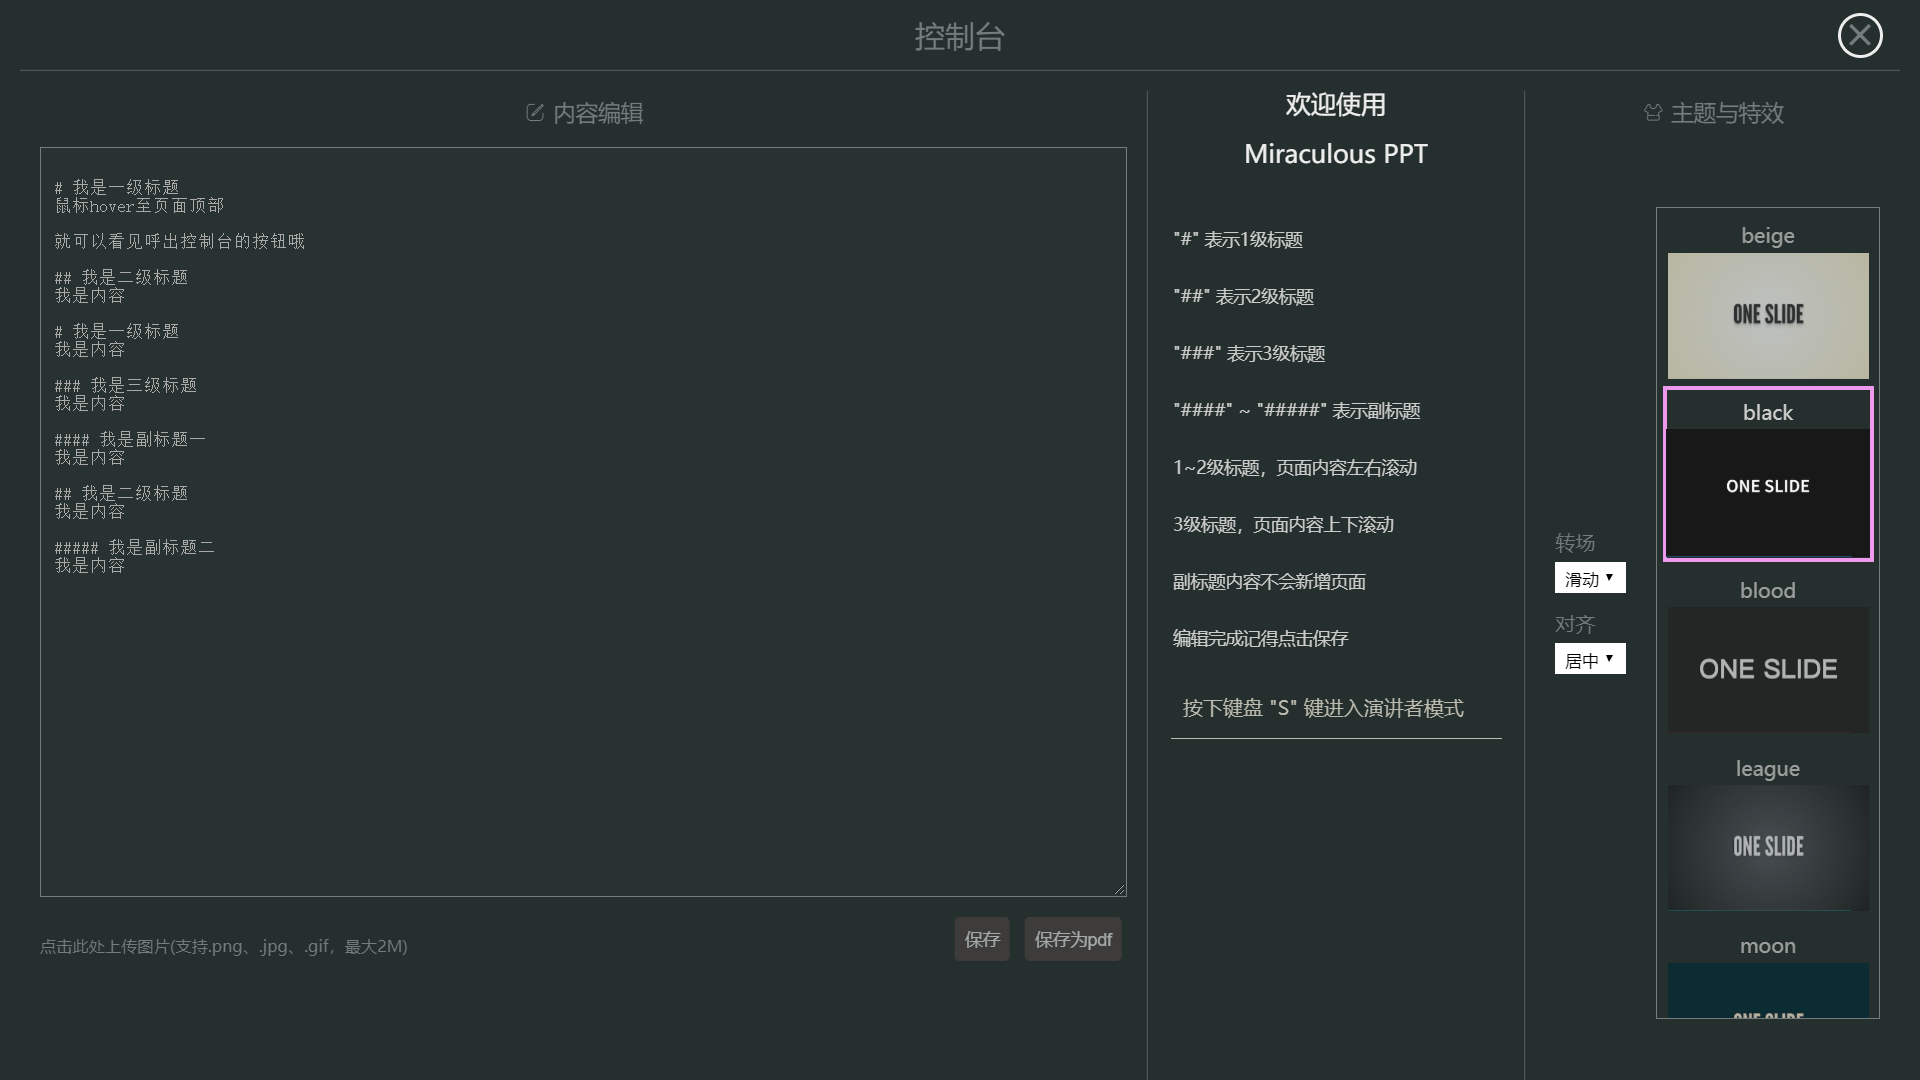 控制台
内容编辑
# 我是一级标题
鼠标hover至页面顶部
就可以看见呼出控制台的按钮哦
## 我是二级标题
我是内容
# 我是一级标题
我是内容
### 我是三级标题
我是内容
#### 我是副标题一
我是内容
## 我是二级标题
我是内容
##### 我是副标题二
我是内容
点击此处上传图片(支持.png、.jpg、.gif，最大2M)
保存
保存为pdf
欢迎使用
Miraculous PPT
"#" 表示1级标题
"##" 表示2级标题
"###" 表示3级标题
"####" ~ "#####" 表示副标题
1~2级标题，页面内容左右滚动
3级标题，页面内容上下滚动
副标题内容不会新增页面
编辑完成记得点击保存
按下键盘 "S" 键进入演讲者模式
主题与特效
转场
滑动
对齐
居中
beige
ONE SLIDE
black
ONE SLIDE
blood
ONE SLIDE
league
ONE SLIDE
moon
ONE SLIDE